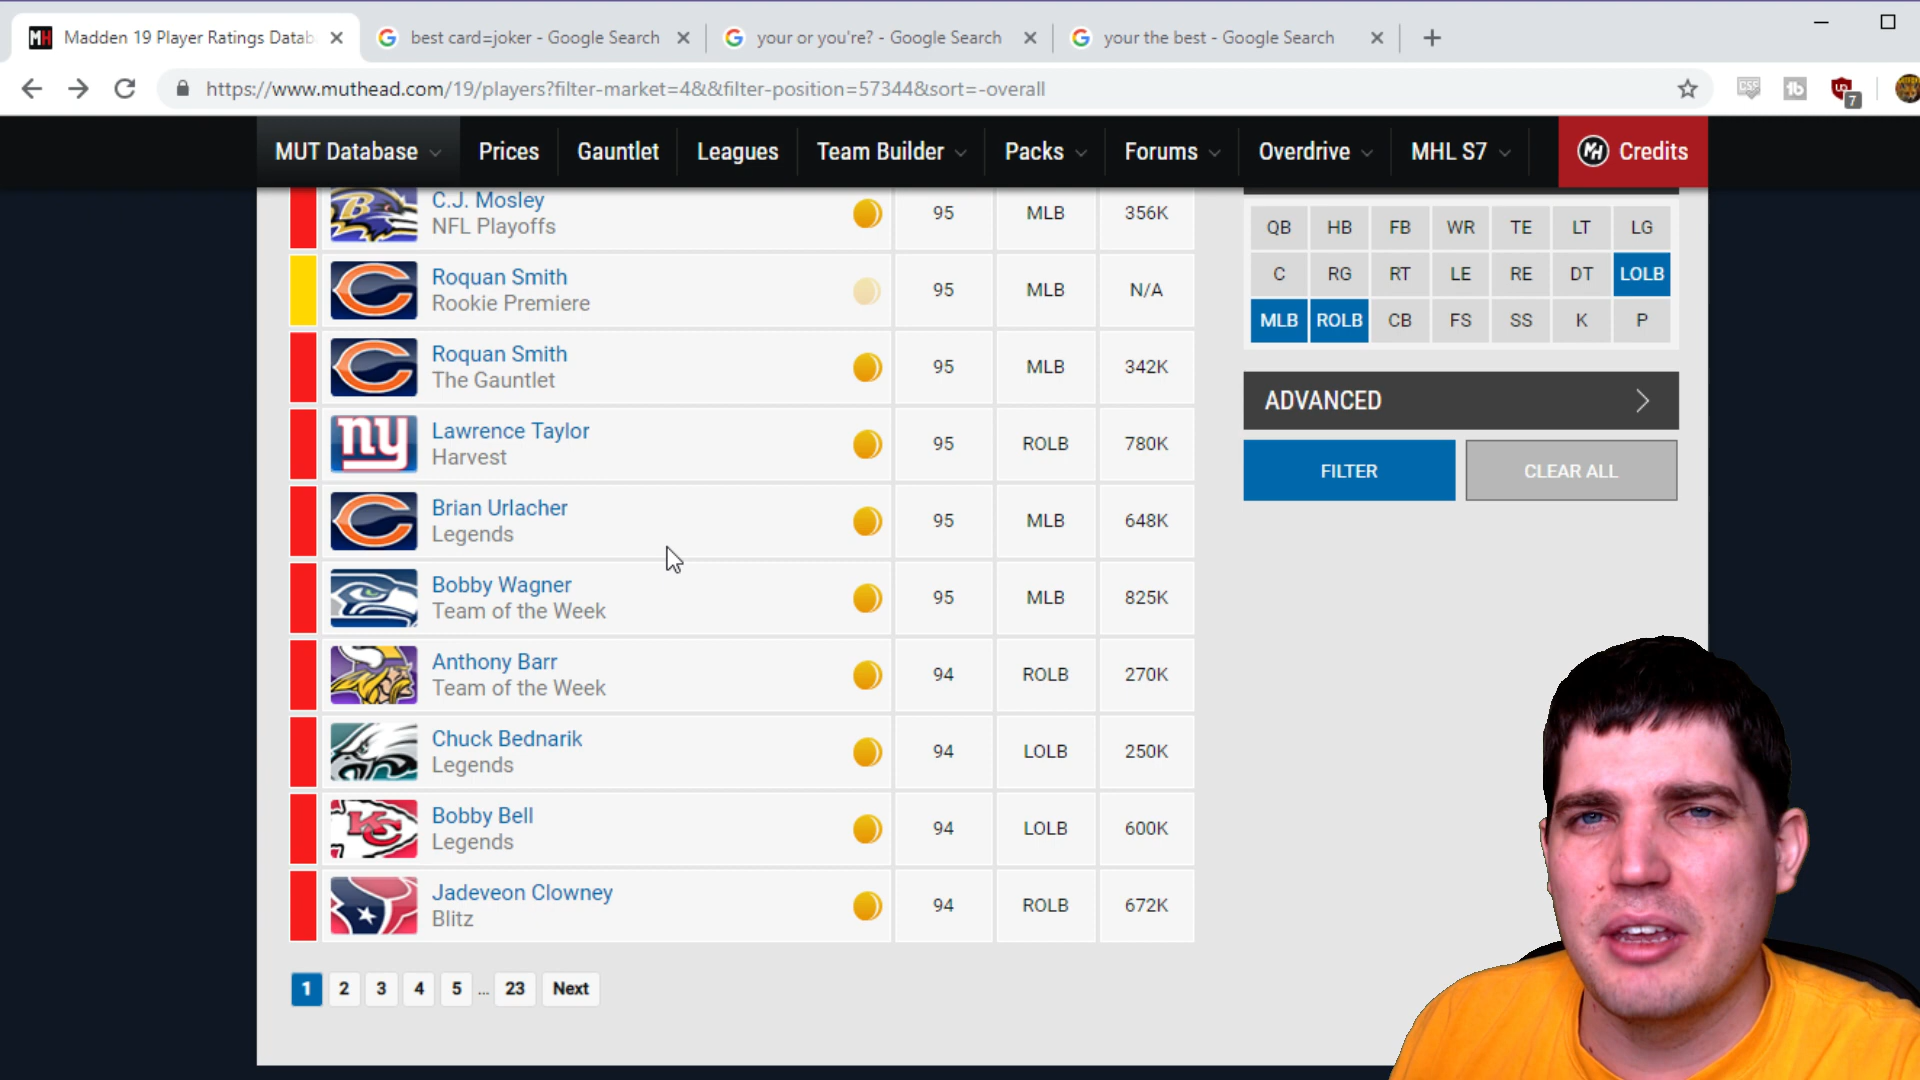 Madden 19 Player Ratings Datab
best card=joker - Google Search
your or you're? - Google Search
your the best - Google Search
https://www.muthead.com/19/players?filter-market=4&&filter-position=57344&sort=-overall
CSS
1b
7
MUT Database
Prices
Gauntlet
Leagues
Team Builder
Packs
Forums
Overdrive
MHL S7
Credits
C.J. Mosley
NFL Playoffs
95 MLB 356K
Roquan Smith
Rookie Premiere
95 MLB N/A
Roquan Smith
The Gauntlet
95 MLB 342K
ny
Lawrence Taylor
Harvest
95 ROLB 780K
Brian Urlacher
Legends
95 MLB 648K
Bobby Wagner
Team of the Week
95 MLB 825K
Anthony Barr
Team of the Week
94 ROLB 270K
Chuck Bednarik
Legends
94 LOLB 250K
KC
Bobby Bell
Legends
94 LOLB 600K
Jadeveon Clowney
Blitz
94 ROLB 672K
1 2 3 4 5 ... 23 Next
QB HB FB WR TE LT LG
C RG RT LE RE DT LOLB
MLB ROLB CB FS SS K P
ADVANCED
FILTER
CLEAR ALL